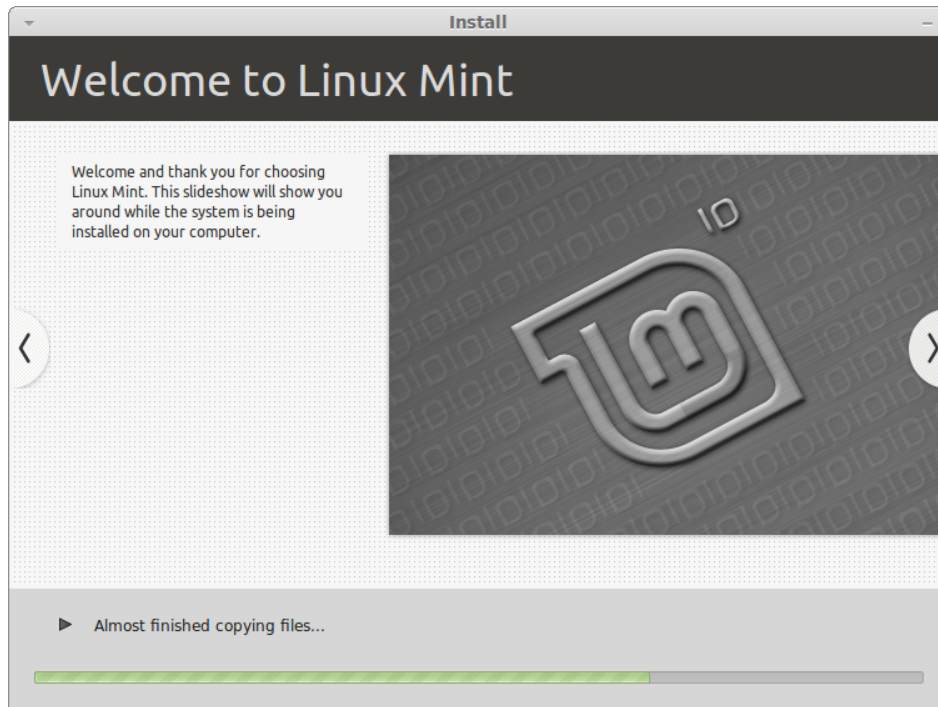 Install
Welcome to Linux Mint
Welcome and thank you for choosing
Linux Mint. This slideshow will show you
around while the system is being
installed on your computer.
10
Almost finished copying files...